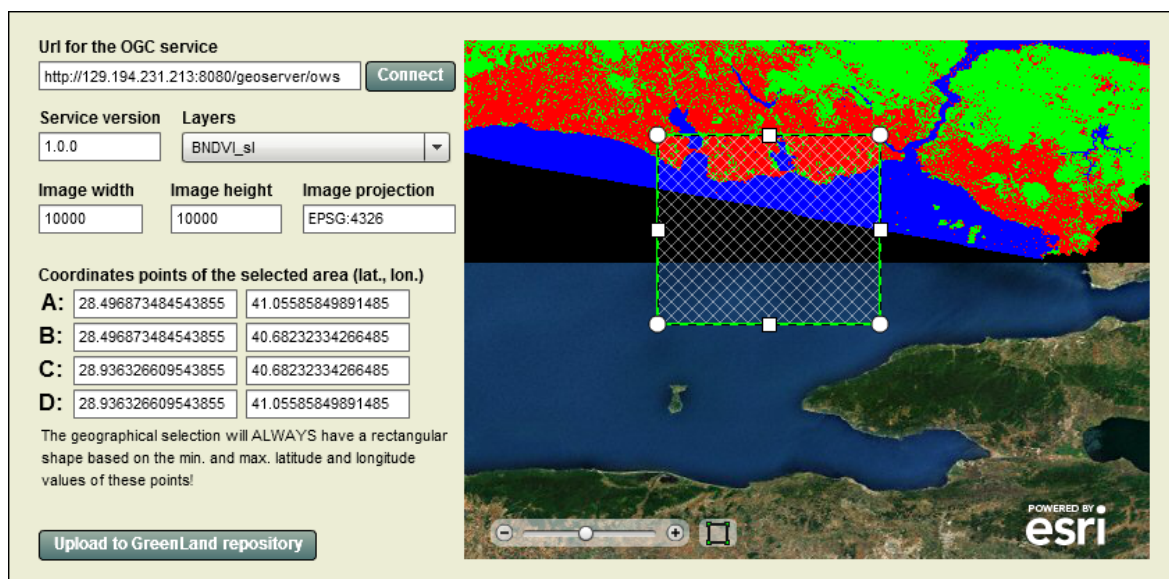 Url for the OGC service
http://129.194.231.213:8080/geoserver/ows Connect
Service version Layers
1.0.0 BNDVI_sl
Image width Image height Image projection
10000 10000 EPSG:4326
Coordinates points of the selected area (lat., lon.)
A: 28.496873484543855 41.05585849891485
B: 28.496873484543855 40.68232334266485
C: 28.936326609543855 40.68232334266485
D: 28.936326609543855 41.05585849891485
The geographical selection will ALWAYS have a rectangular
shape based on the min. and max. latitude and longitude
values of these points!
Upload to GreenLand repository
POWERED BY
esri